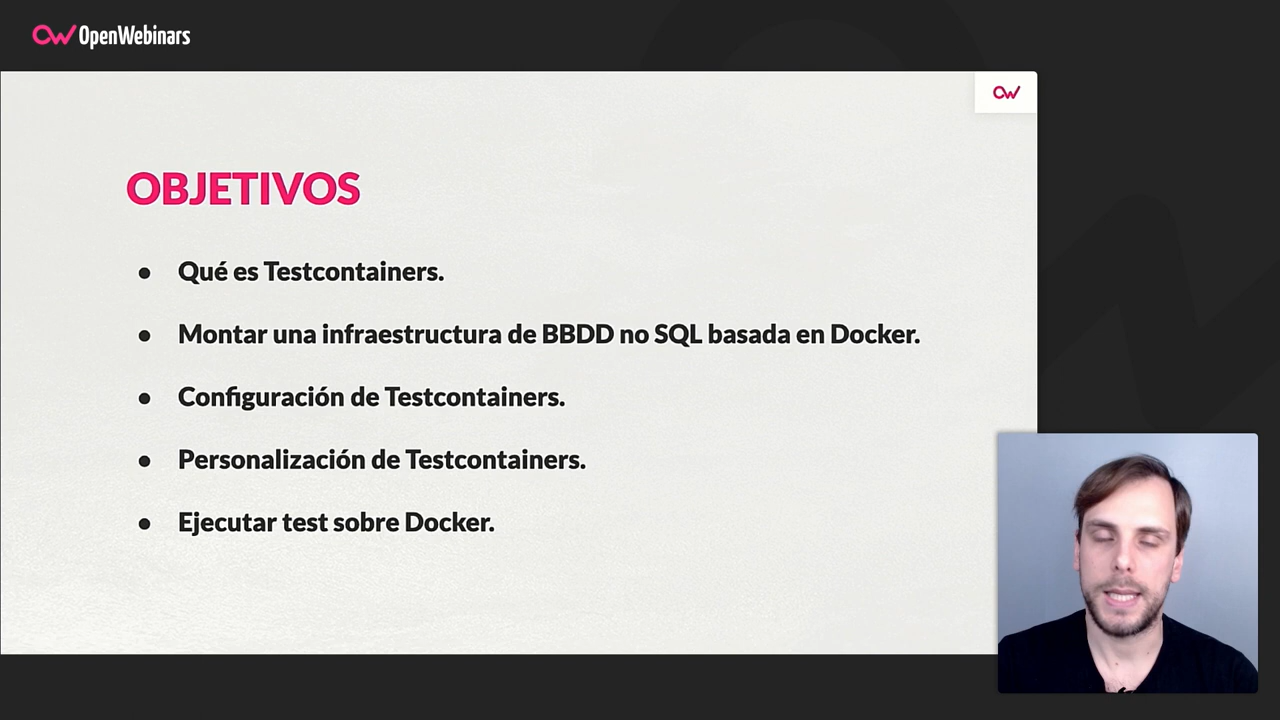 OpenWebinars
OBJETIVOS
● Qué es Testcontainers.
● Montar una infraestructura de BBDD no SQL basada en Docker.
● Configuración de Testcontainers.
● Personalización de Testcontainers.
● Ejecutar test sobre Docker.